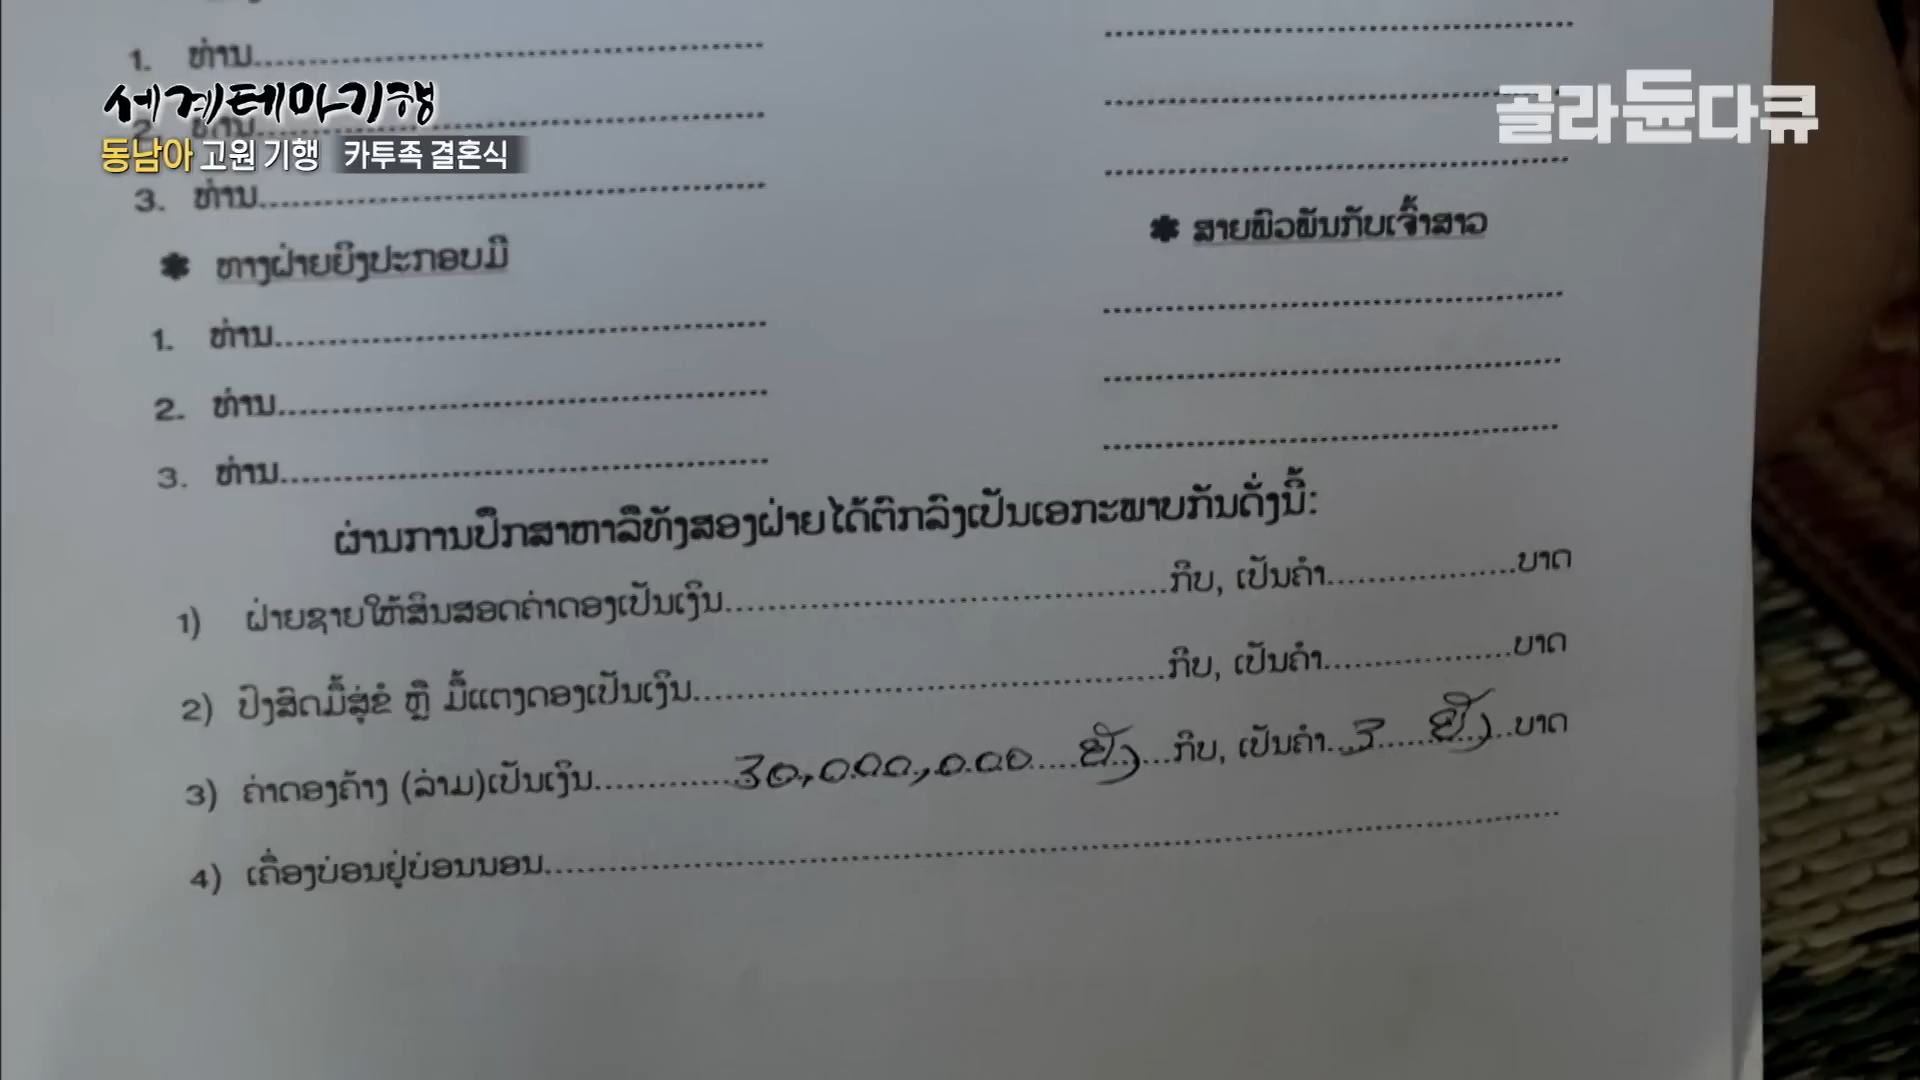 1. ທ່ານ
세계테마기행
골라듄다큐
2. ທ່ານ
동남아 고원 기행 카투족 결혼식
3. ທ່ານ
✱ ທາງຝ່າຍຍິງປະກອບມີ
✱ ສາຍພົວພັນກັບເຈົ້າສາວ
1. ທ່ານ
2. ທ່ານ
3. ທ່ານ
ຜ່ານການປຶກສາຫາລືທັງສອງຝ່າຍໄດ້ຕົກລົງເປັນເອກະພາບກັນດັ່ງນີ້:
1) ຝ່າຍຊາຍໃຫ້ສິນສອດຄ່າດອງເປັນເງິນ........ກີບ, ເປັນຄຳ........ບາດ
2) ປົງສິດມື້ສູ່ຂໍ ຫຼື ມື້ແຕງດອງເປັນເງິນ........ກີບ, ເປັນຄຳ........ບາດ
3) ຄ່າດອງຄ້າງ (ລ່າມ)ເປັນເງິນ........30,000,000 ຍັງ...ກີບ, ເປັນຄຳ...3...ຍັງ...ບາດ
4) ເຄື່ອງບ່ອນຢູ່ບ່ອນນອນ........